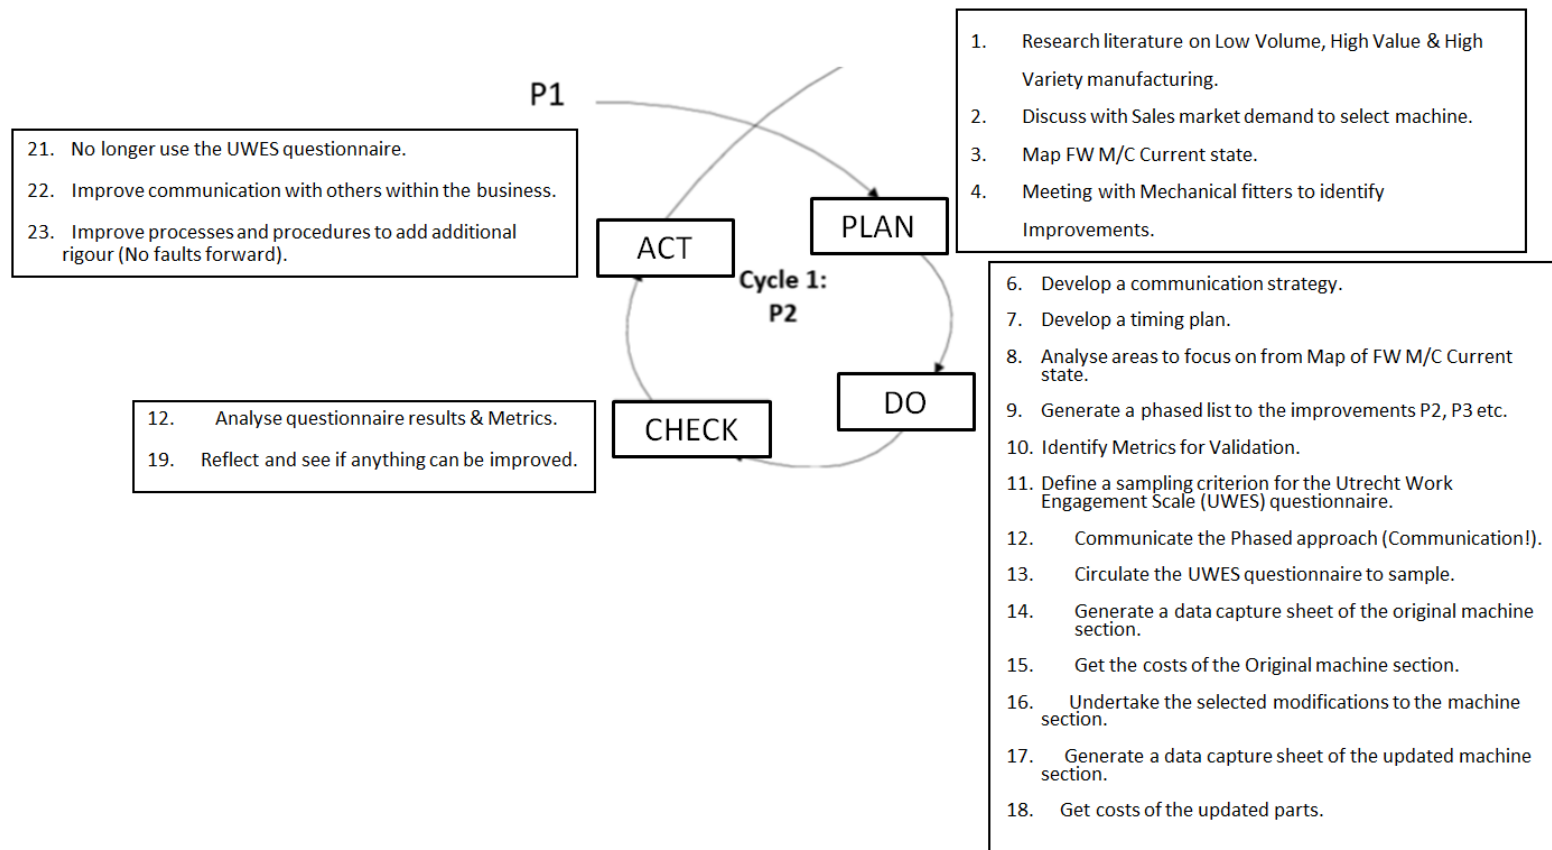 P1
PLAN
ACT
Cycle 1:
P2
DO
CHECK
1. Research literature on Low Volume, High Value & High
Variety manufacturing.
2. Discuss with Sales market demand to select machine.
3. Map FW M/C Current state.
4. Meeting with Mechanical fitters to identify
Improvements.
6. Develop a communication strategy.
7. Develop a timing plan.
8. Analyse areas to focus on from Map of FW M/C Current
state.
9. Generate a phased list to the improvements P2, P3 etc.
10. Identify Metrics for Validation.
11. Define a sampling criterion for the Utrecht Work
Engagement Scale (UWES) questionnaire.
12. Communicate the Phased approach (Communication!).
13. Circulate the UWES questionnaire to sample.
14. Generate a data capture sheet of the original machine
section.
15. Get the costs of the Original machine section.
16. Undertake the selected modifications to the machine
section.
17. Generate a data capture sheet of the updated machine
section.
18. Get costs of the updated parts.
12. Analyse questionnaire results & Metrics.
19. Reflect and see if anything can be improved.
21. No longer use the UWES questionnaire.
22. Improve communication with others within the business.
23. Improve processes and procedures to add additional
rigour (No faults forward).